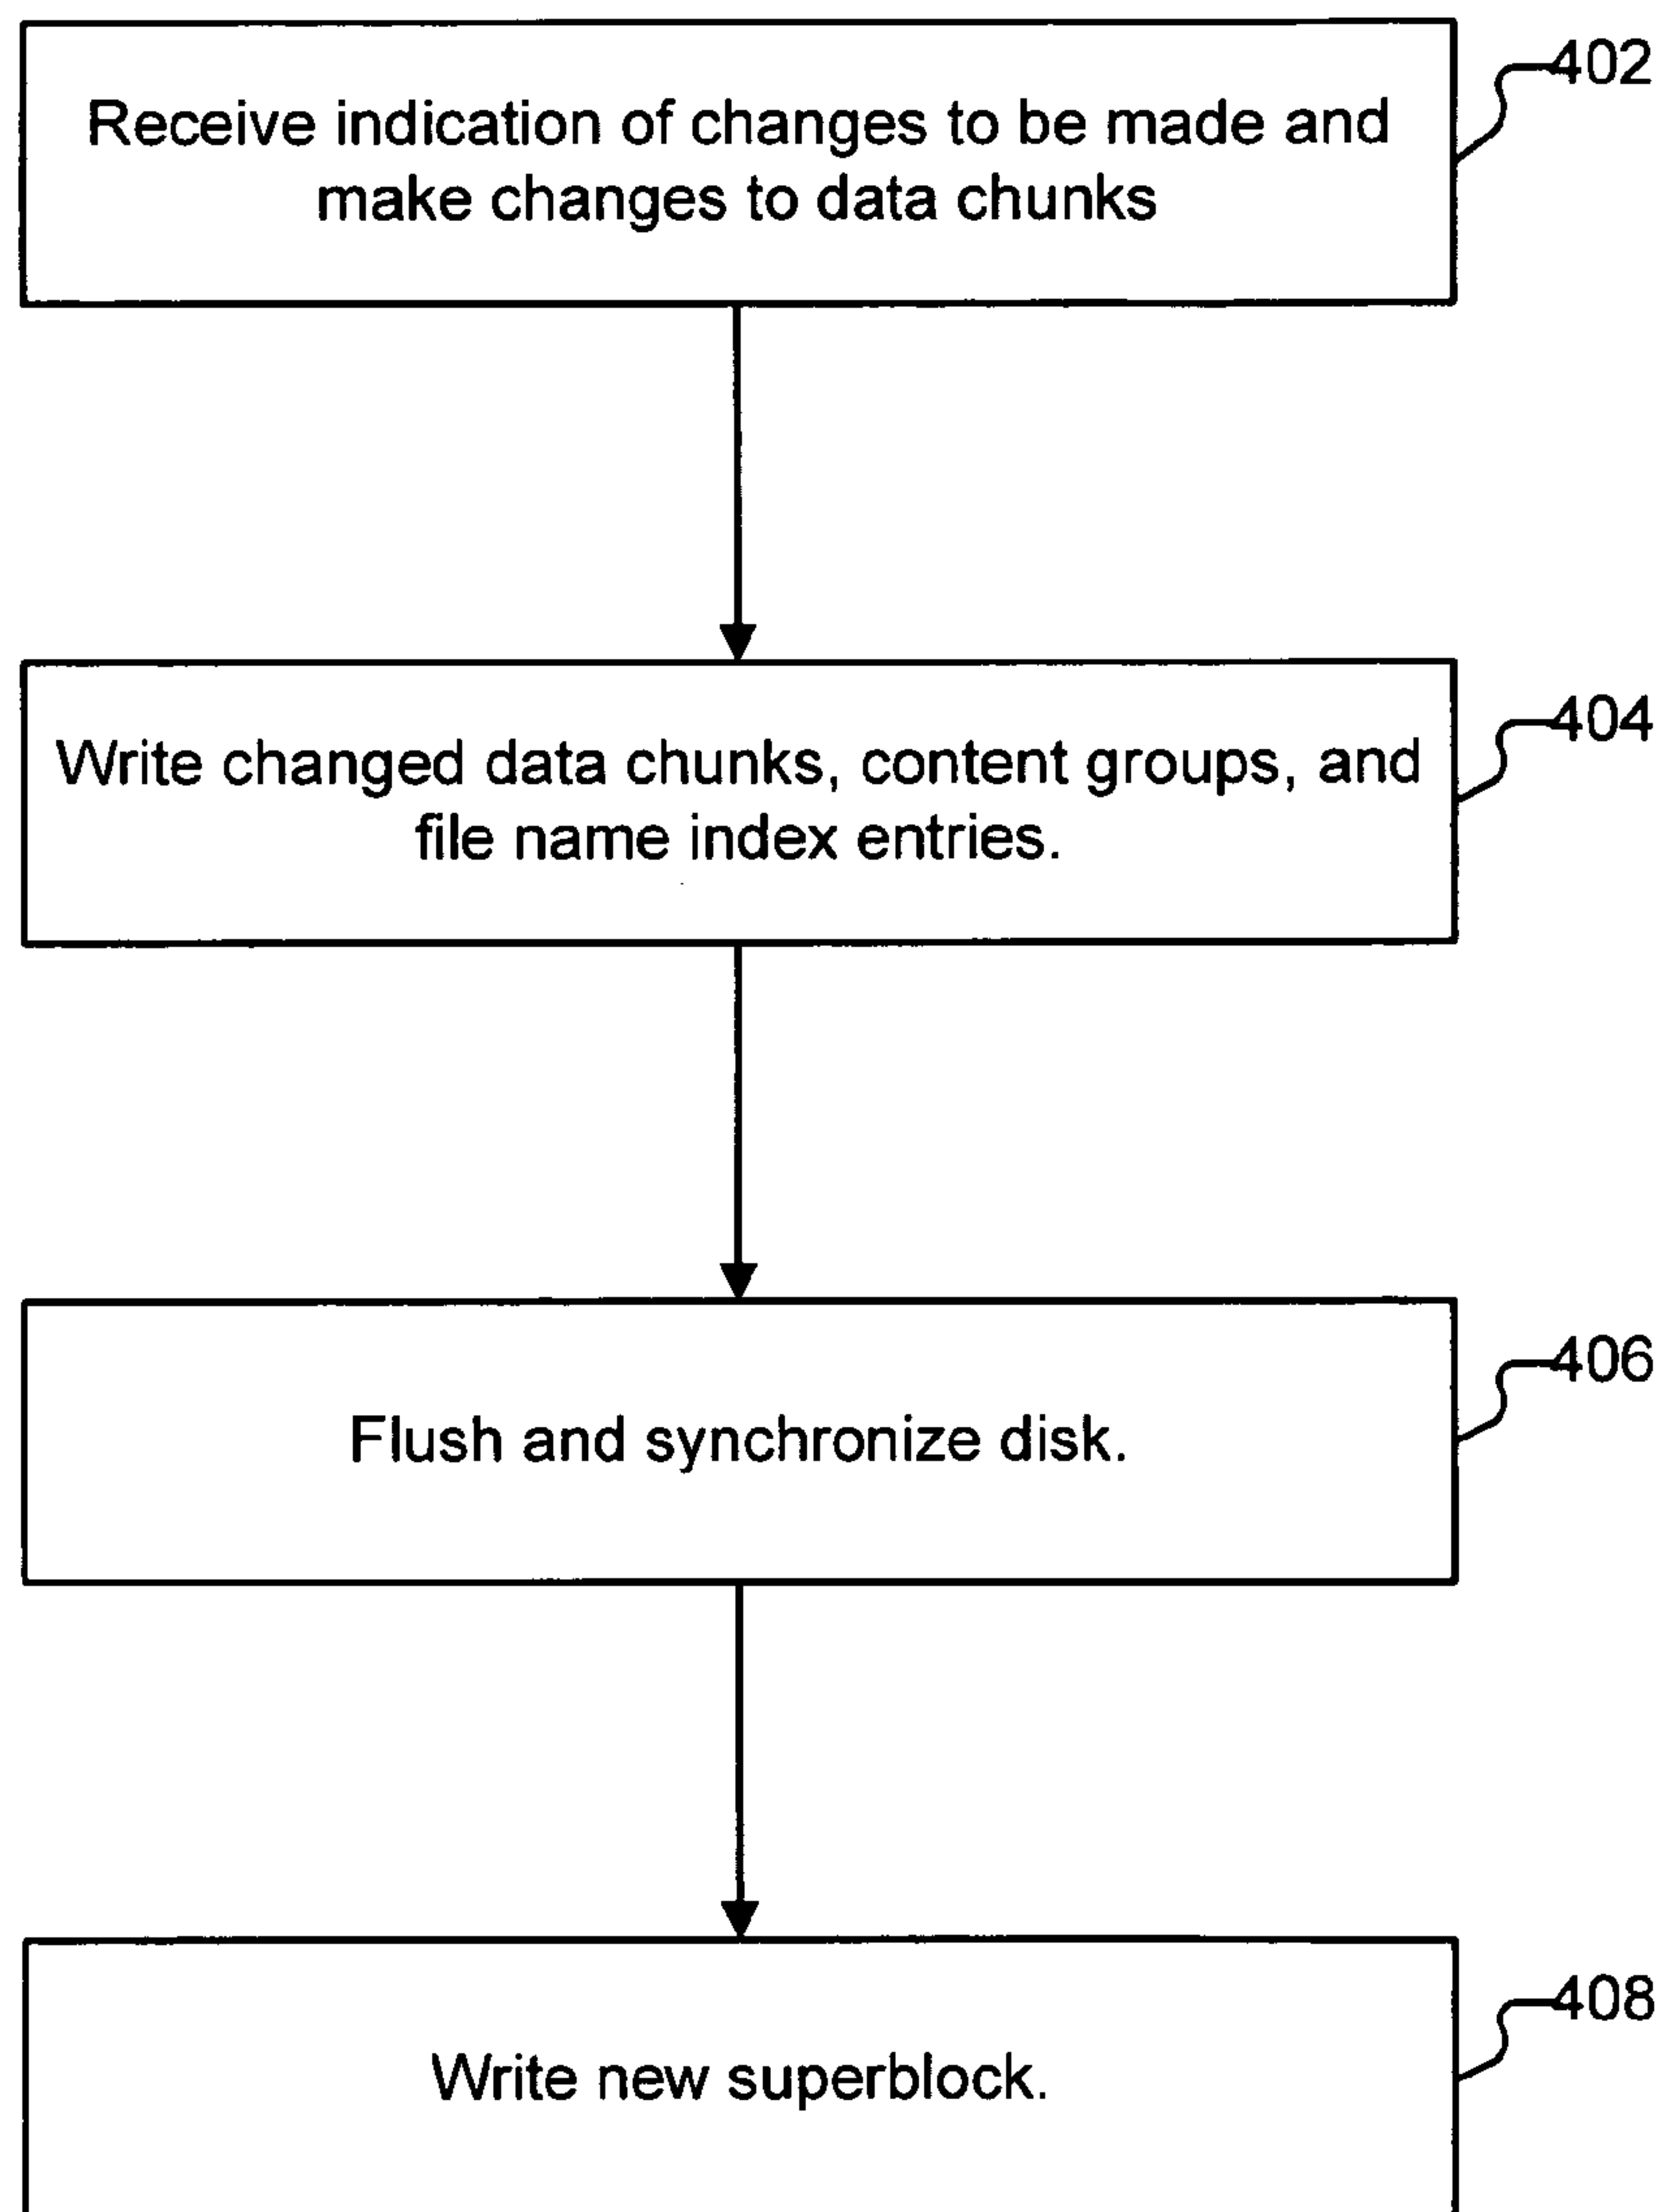 402
Receive indication of changes to be made and
make changes to data chunks
404
Write changed data chunks, content groups, and
file name index entries.
406
Flush and synchronize disk.
408
Write new superblock.